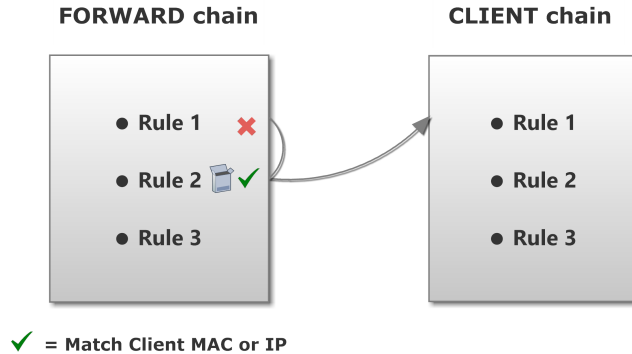 FORWARD chain
CLIENT chain
● Rule 1
● Rule 2
● Rule 3
● Rule 1
● Rule 2
● Rule 3
= Match Client MAC or IP